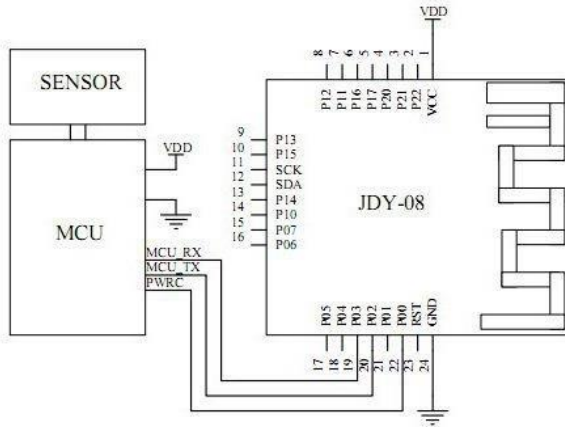 VDD
8 7 6 5 4 3 2 1
P12 P11 P16 P17 P20 P21 P22 VCC
SENSOR
VDD
MCU
MCU_RX
MCU_TX
PWRC
9 P13
10 P15
11 SCK
12 SDA
13 P14
14 P10
15 P07
16 P06
JDY-08
P05 P04 P03 P02 P01 P00 RST GND
17 18 19 20 21 22 23 24